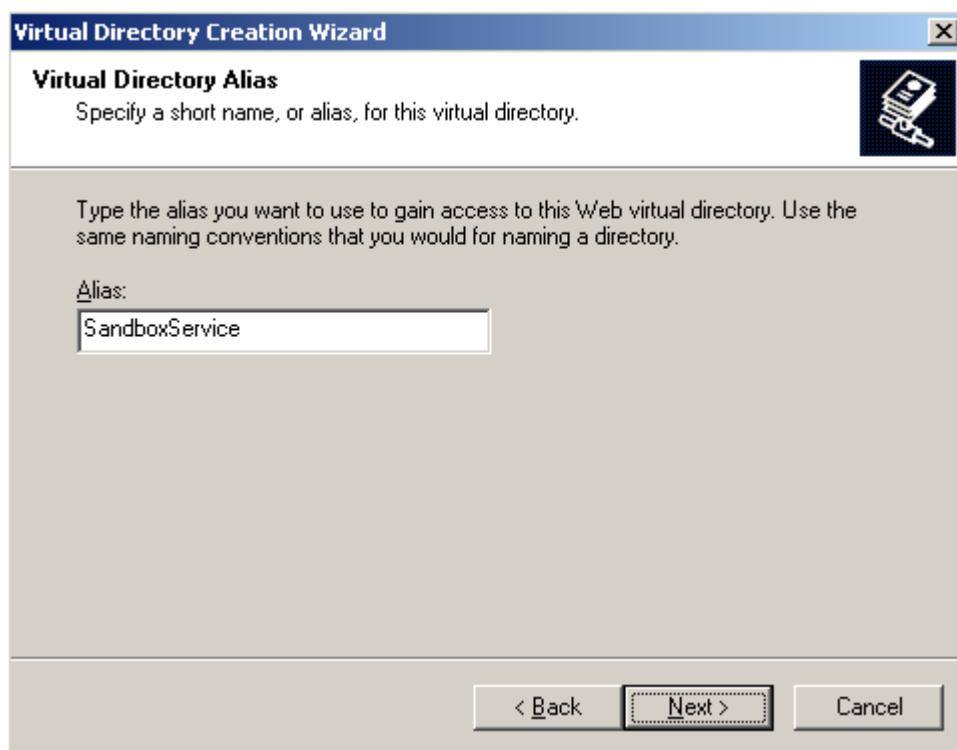 Virtual Directory Creation Wizard
Virtual Directory Alias
Specify a short name, or alias, for this virtual directory.
Type the alias you want to use to gain access to this Web virtual directory. Use the
same naming conventions that you would for naming a directory.
Alias:
SandboxService
< Back Next > Cancel